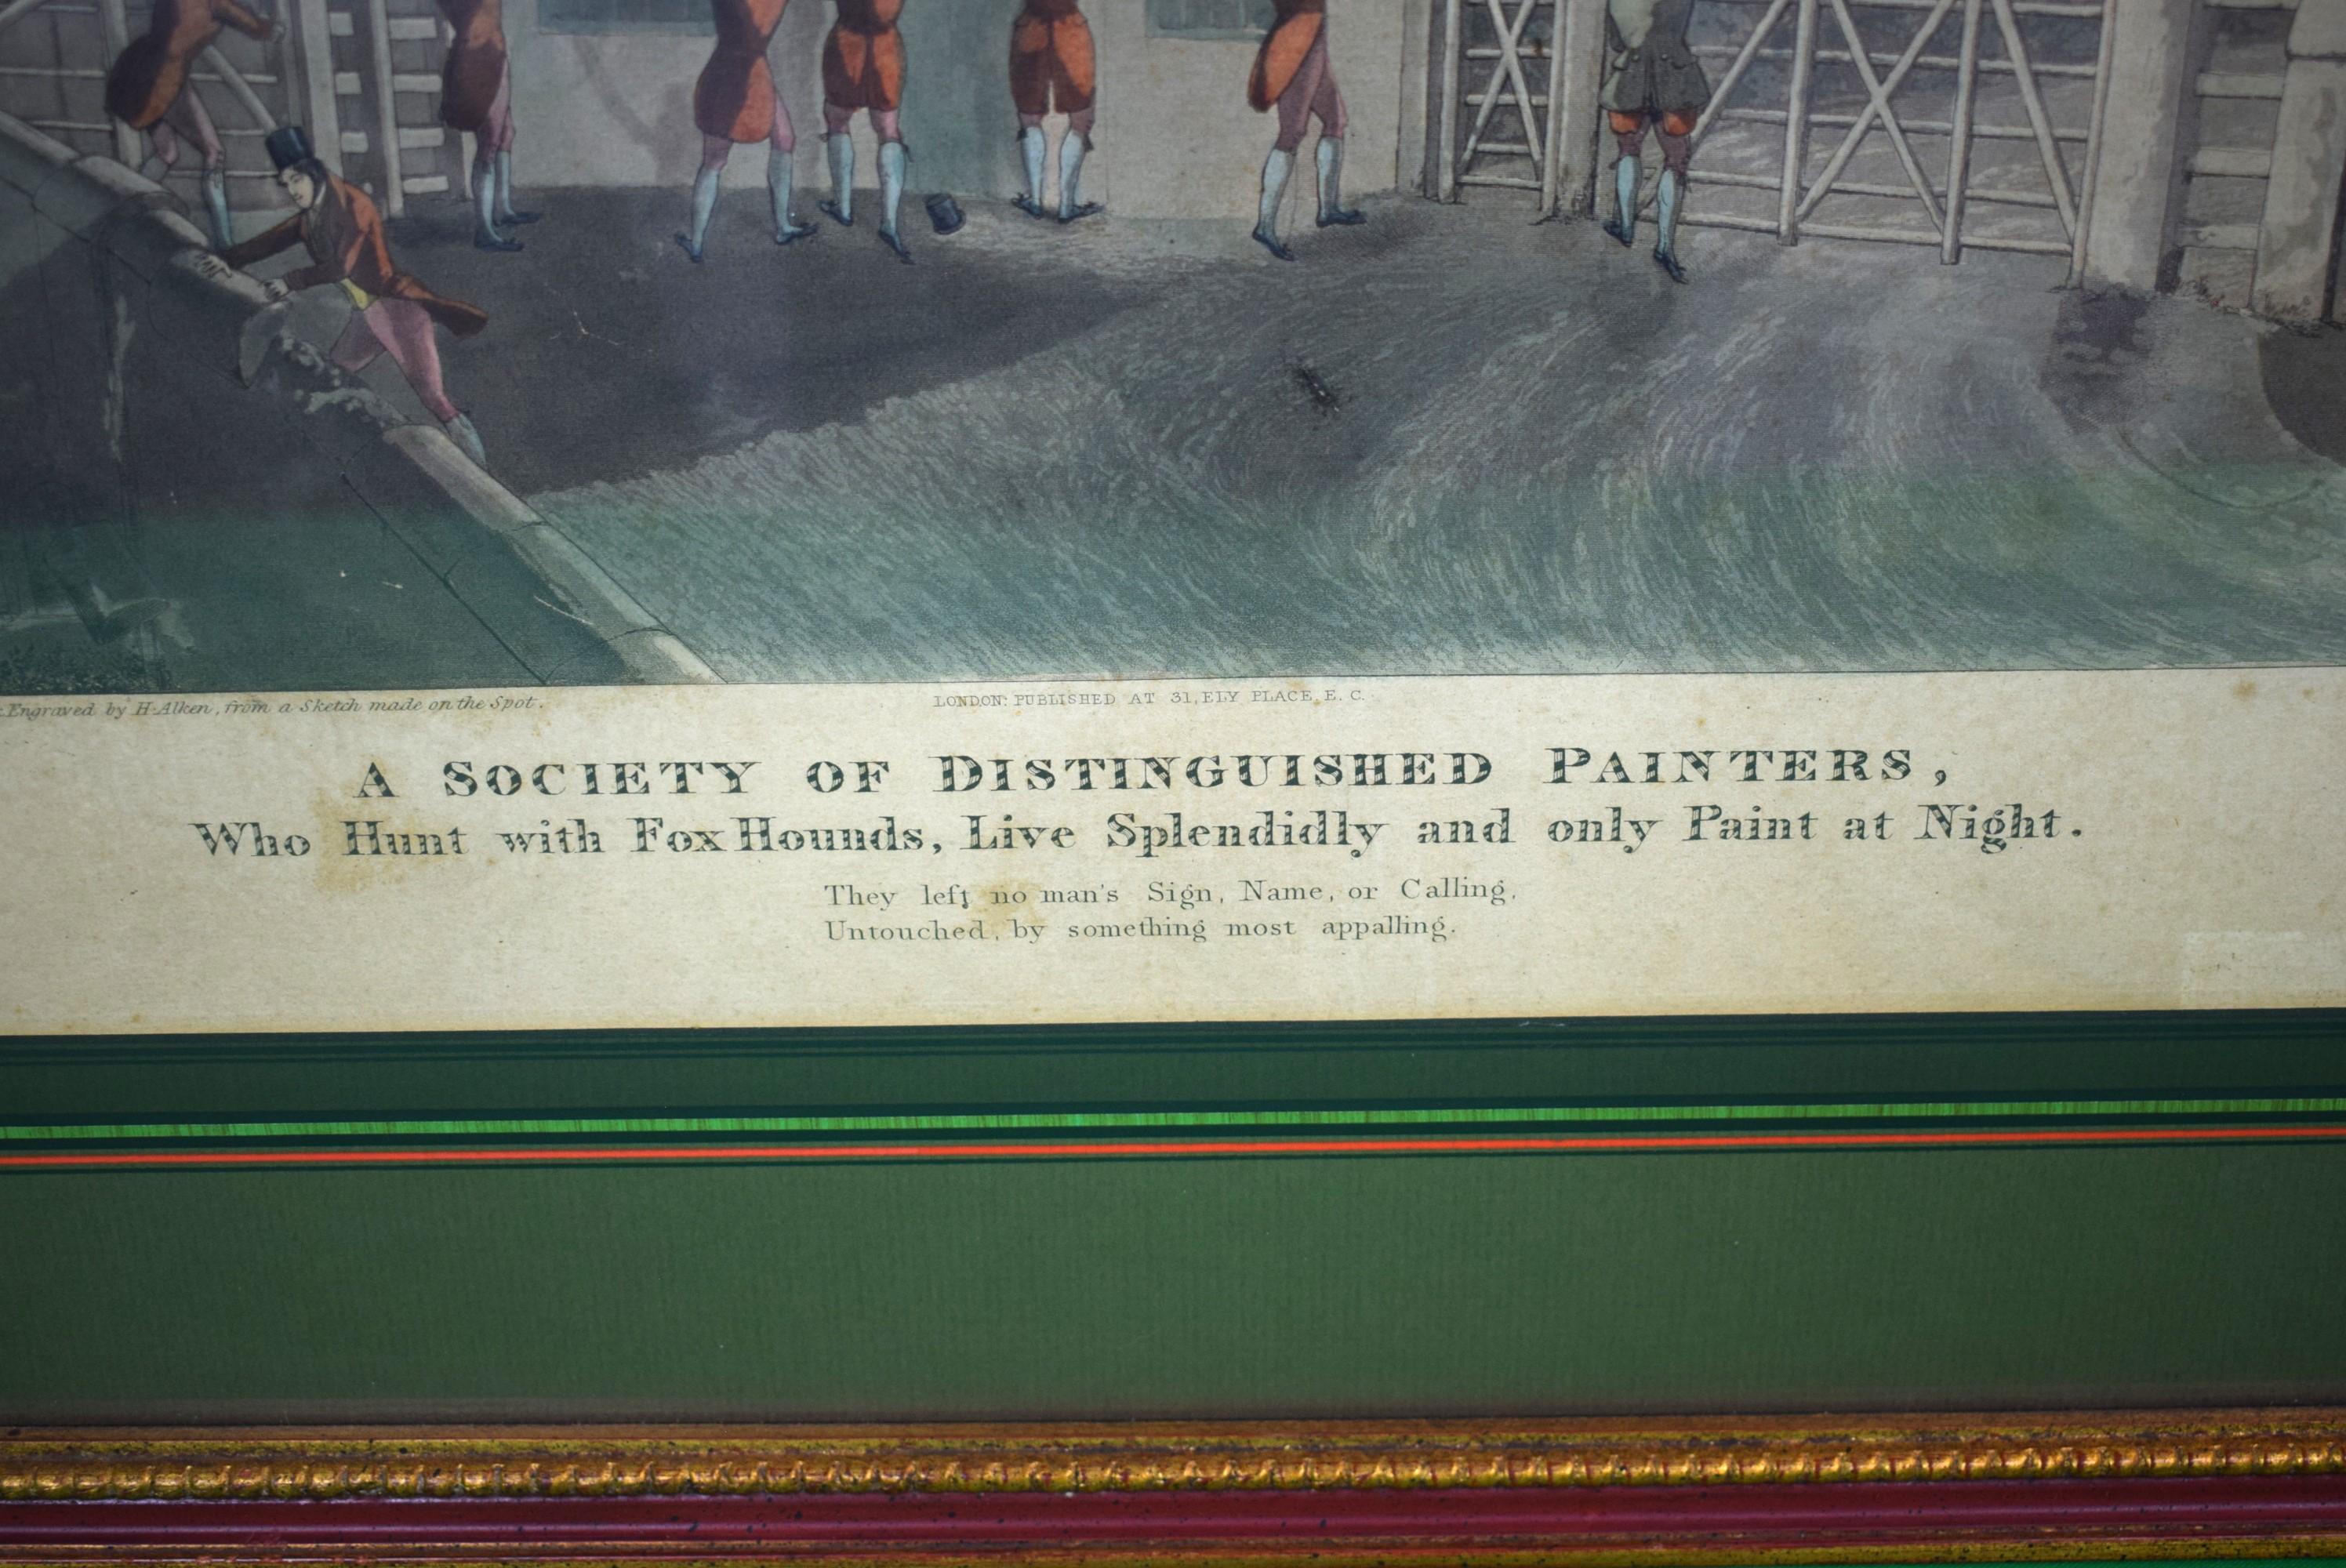 Engraved by H. Alken, from a Sketch made on the Spot.
LONDON: PUBLISHED AT 31, ELY PLACE, E. C.
A SOCIETY OF DISTINGUISHED PAINTERS,
Who Hunt with Fox Hounds, Live Splendidly and only Paint at Night.
They left no man's Sign, Name, or Calling,
Untouched, by something most appalling.